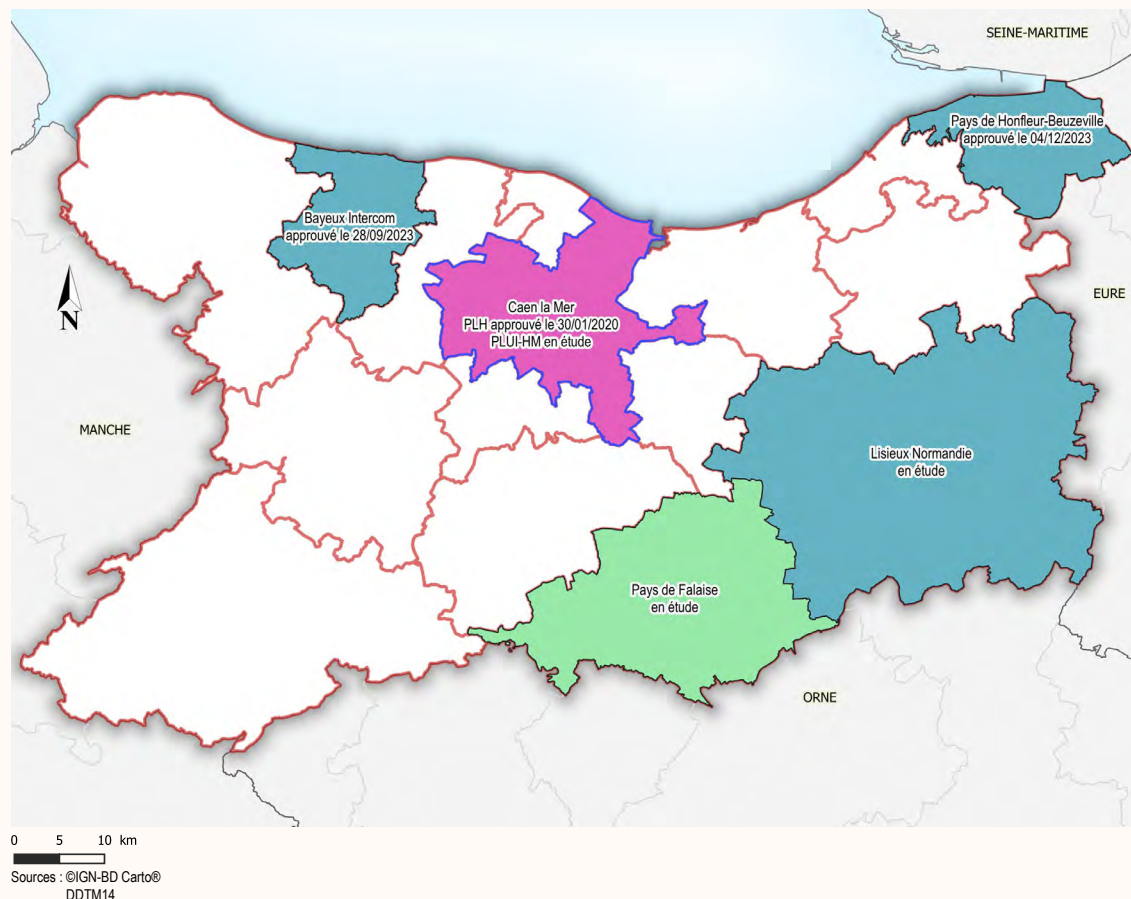 SEINE-MARITIME
Pays de Honfleur-Beuzeville
approuvé le 04/12/2023
Bayeux Intercom
approuvé le 28/09/2023
EURE
Caen la Mer
PLH approuvé le 30/01/2020
PLUI-HM en étude
N
MANCHE
Lisieux Normandie
en étude
Pays de Falaise
en étude
ORNE
0 5 10 km
Sources : ©IGN-BD Carto®
DDTM14